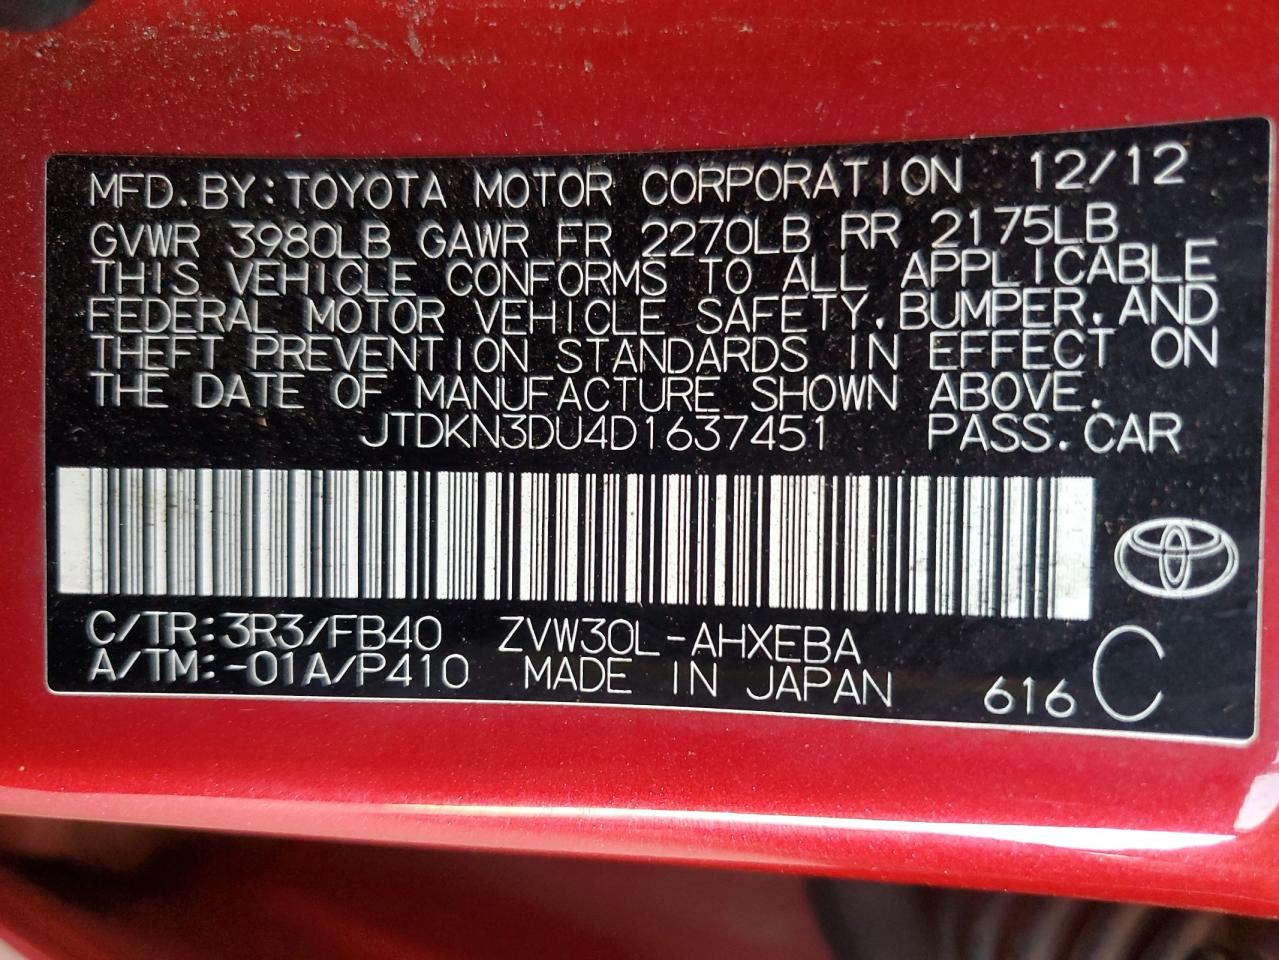 MFD.BY:TOYOTA MOTOR CORPORATION 12/12
GVWR 3980LB GAWR FR 2270LB RR 2175LB
THIS VEHICLE CONFORMS TO ALL APPLICABLE
FEDERAL MOTOR VEHICLE SAFETY,BUMPER,AND
THEFT PREVENTION STANDARDS IN EFFECT ON
THE DATE OF MANUFACTURE SHOWN ABOVE.
JTDKN3DU4D1637451 PASS.CAR
C/TR:3R3/FB40 ZVW30L-AHXEBA
A/TM:-01A/P410 MADE IN JAPAN 616 C